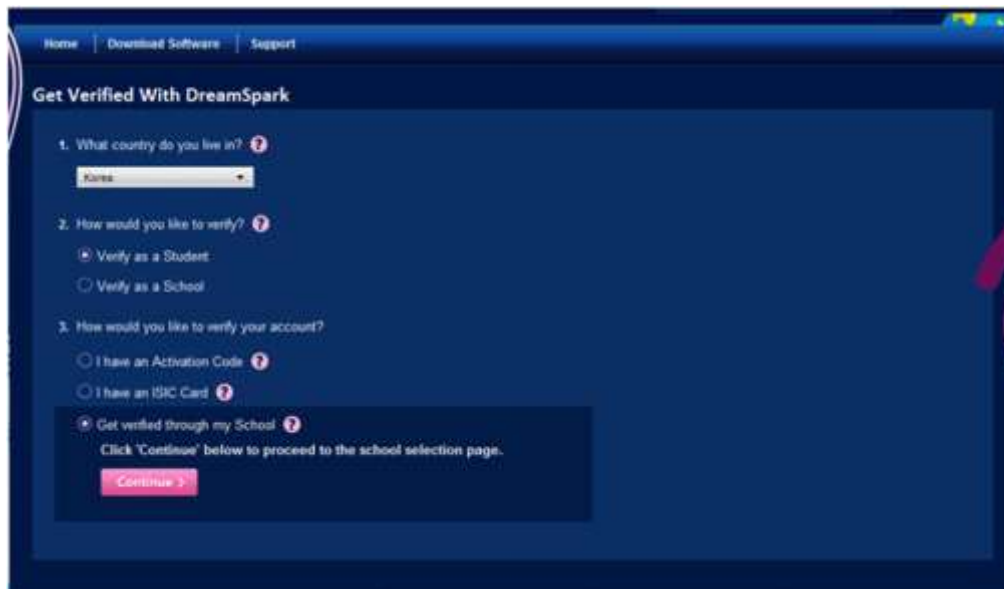 Home
Download Software
Support
Get Verified With DreamSpark
1. What country do you live in? ?
Korea
2. How would you like to verify? ?
Verify as a Student
Verify as a School
3. How would you like to verify your account?
I have an Activation Code ?
I have an ISIC Card ?
Get verified through my School ?
Click 'Continue' below to proceed to the school selection page.
Continue >